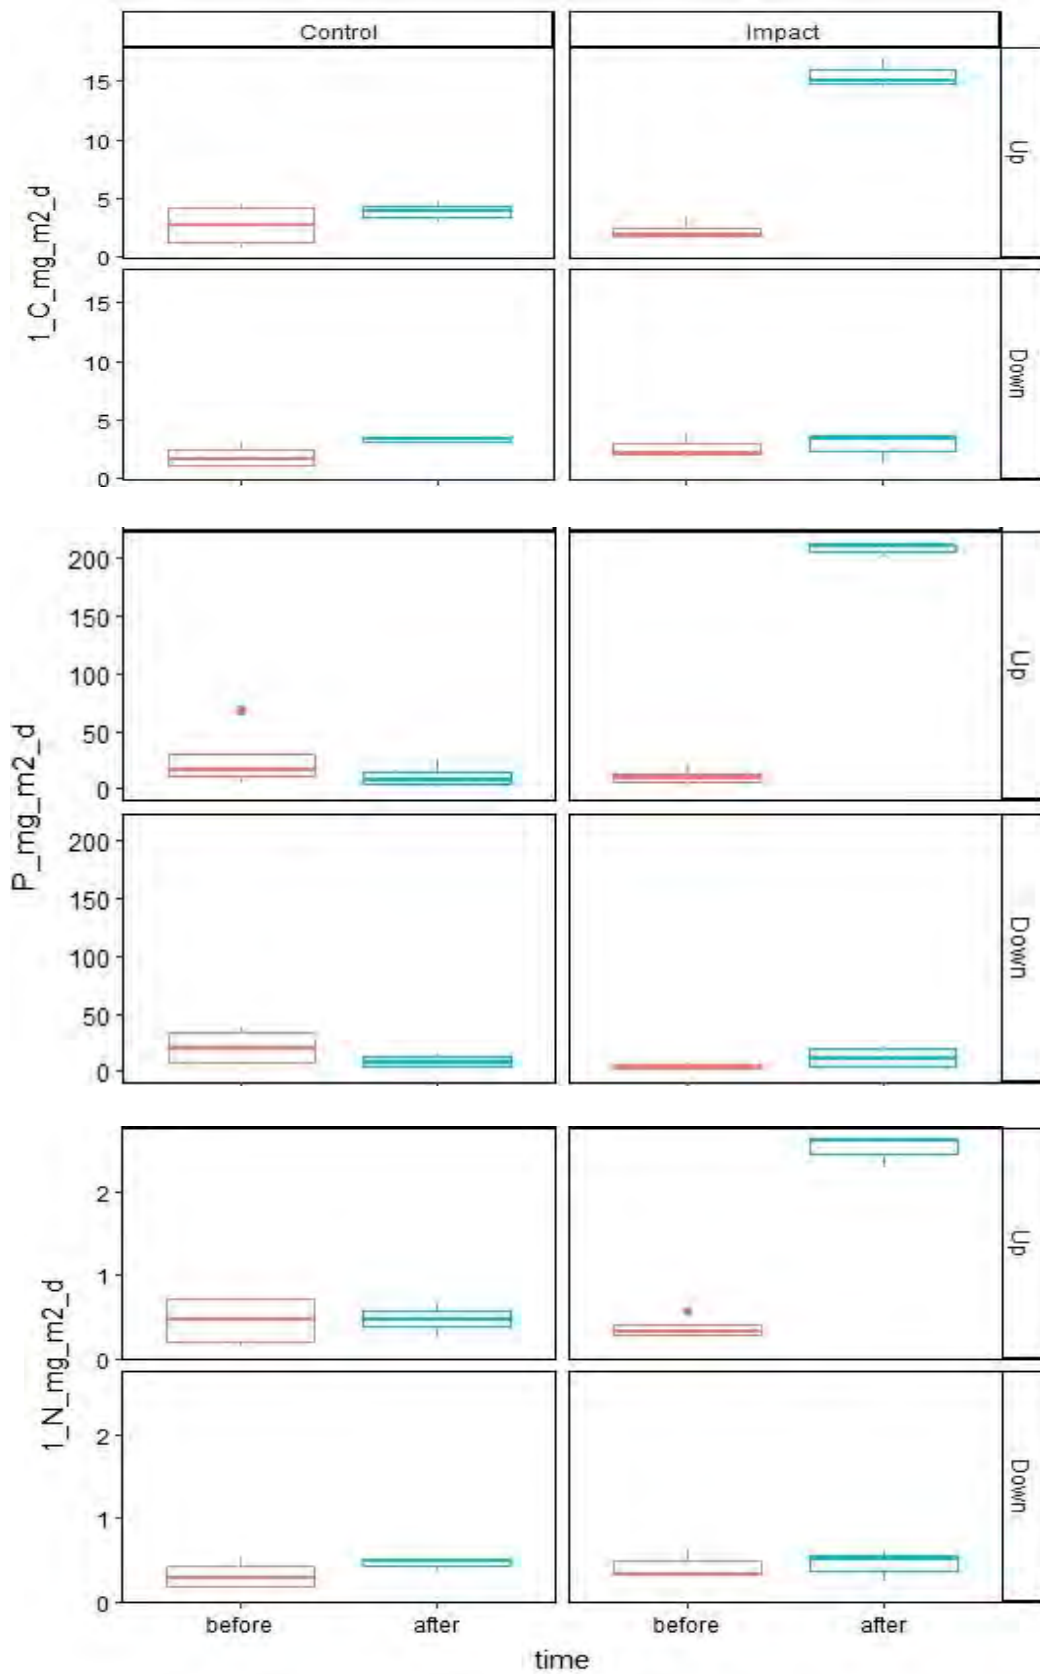 Control Impact
15
10
5
0
Up
1_C_mg_m2_d
15
10
5
0
Down
200
150
100
50
0
Up
P_mg_m2_d
200
150
100
50
0
Down
2
1
0
Up
1_N_mg_m2_d
2
1
0
Down
before after before after
time